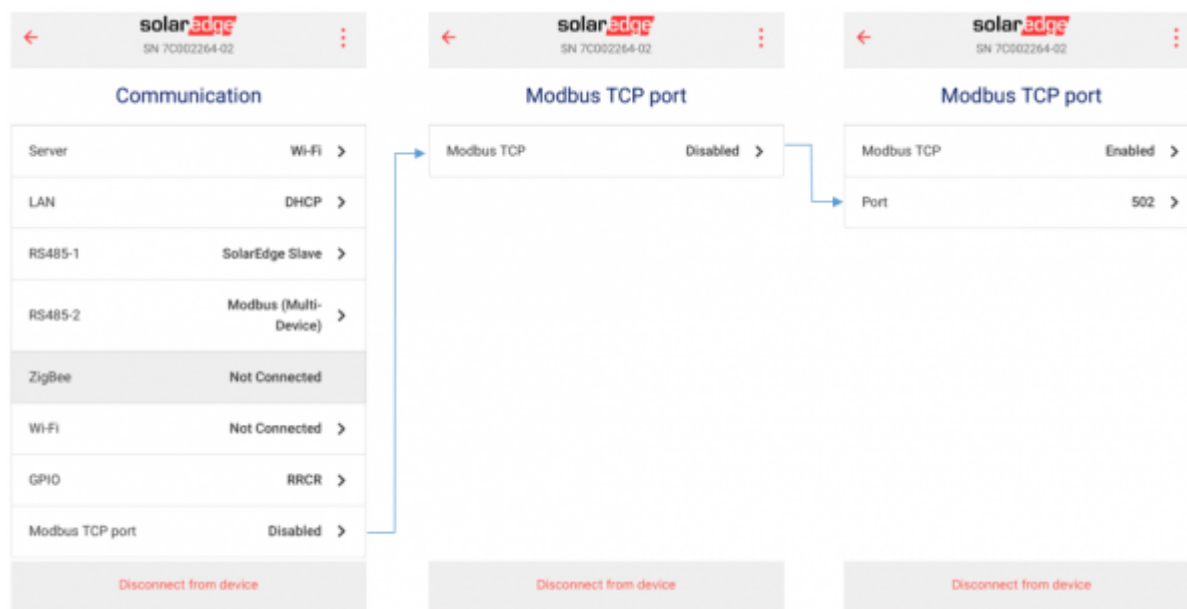 solaredge
SN 7C002264-02
Communication
Server Wi-Fi
LAN DHCP
RS485-1 SolarEdge Slave
RS485-2 Modbus (Multi-
Device)
ZigBee Not Connected
Wi-Fi Not Connected
GPIO RRCR
Modbus TCP port Disabled
Disconnect from device
solaredge
SN 7C002264-02
Modbus TCP port
Modbus TCP Disabled
Disconnect from device
solaredge
SN 7C002264-02
Modbus TCP port
Modbus TCP Enabled
Port 502
Disconnect from device